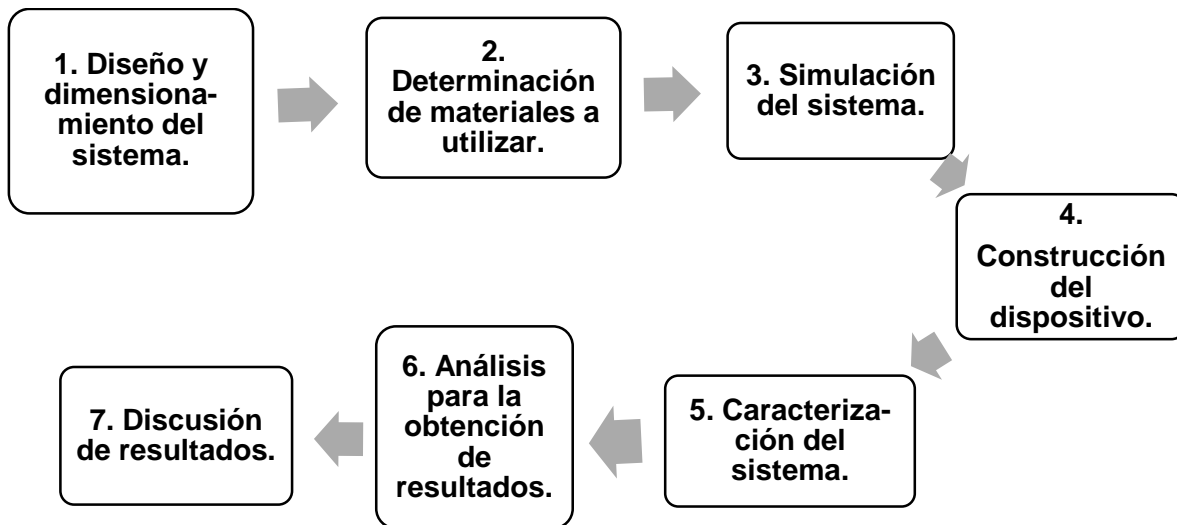 1. Diseño y
dimensiona-
miento del
sistema.
2.
Determinación
de materiales a
utilizar.
3. Simulación
del sistema.
4.
Construcción
del
dispositivo.
5. Caracteriza-
ción del
sistema.
6. Análisis
para la
obtención
de
resultados.
7. Discusión
de resultados.